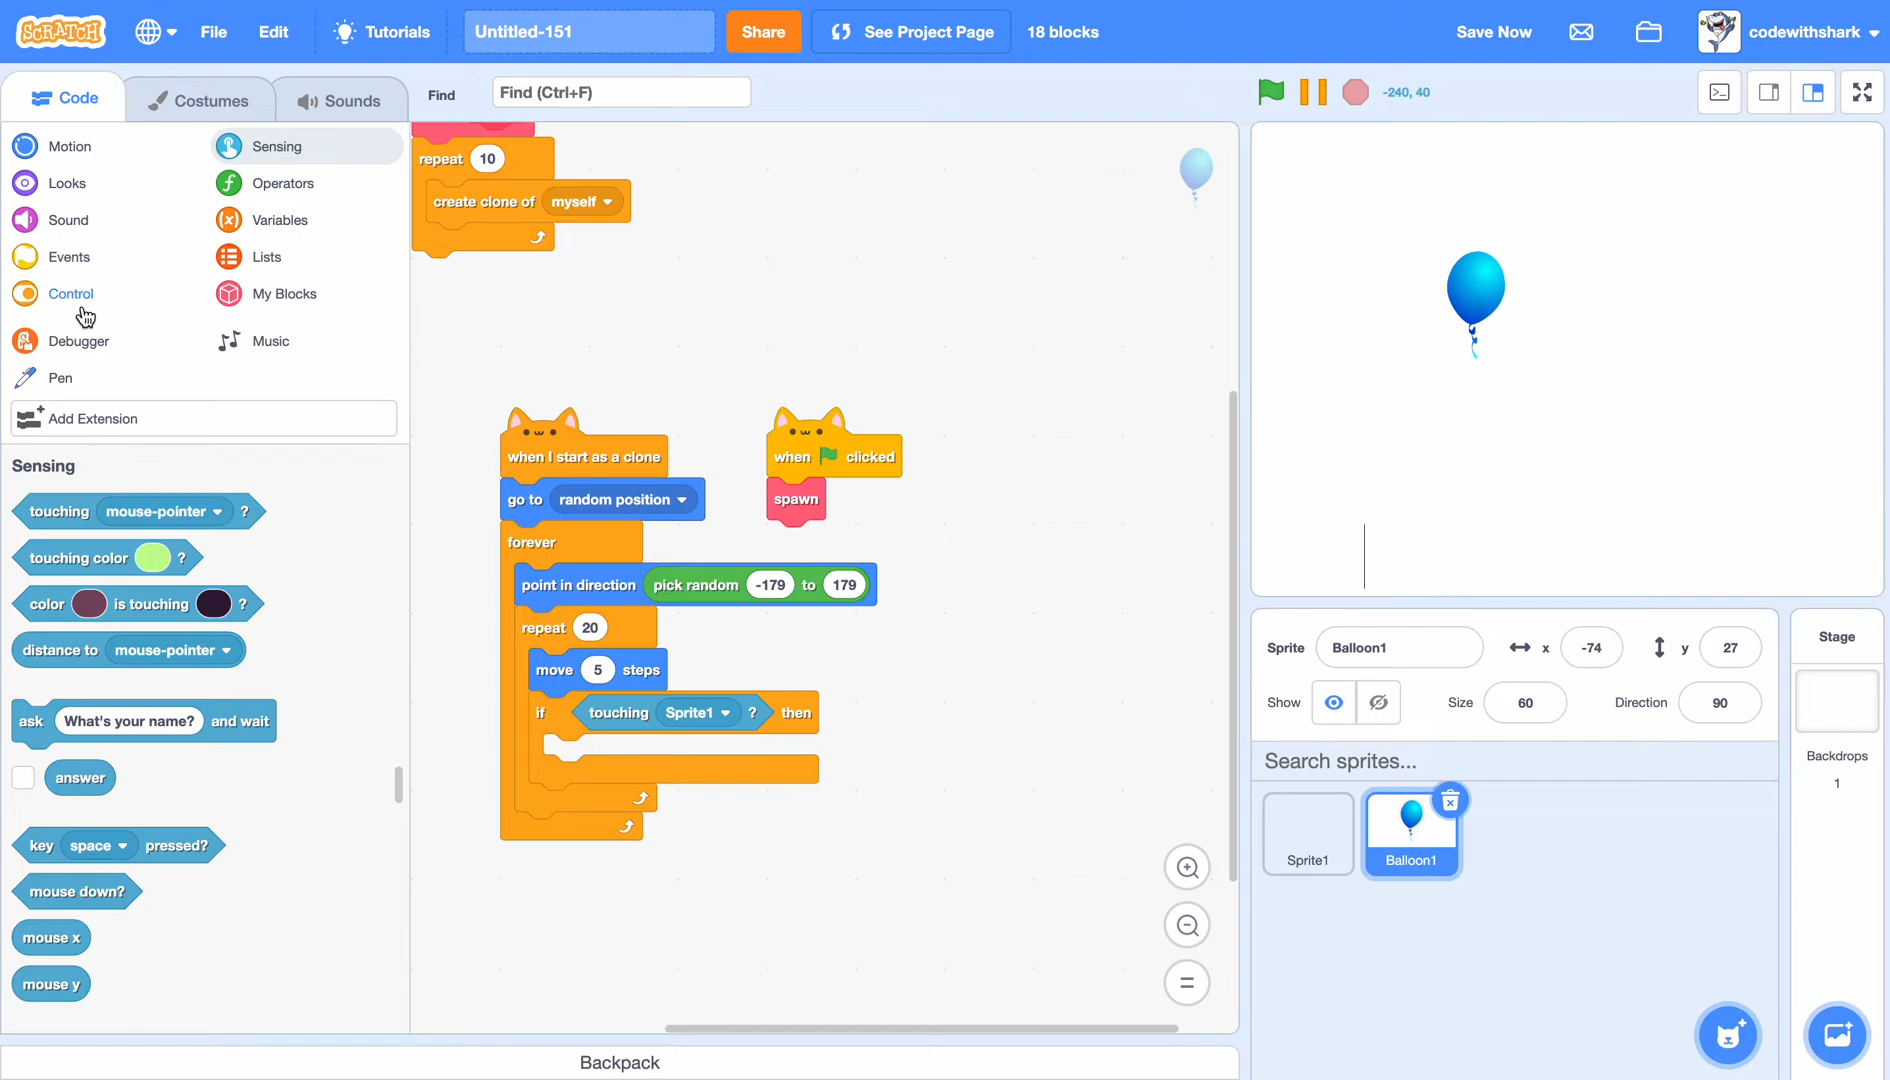 SCRATCH File Edit Tutorials Untitled-151 Share See Project Page 18 blocks Save Now codewithshark
Code Costumes Sounds Find Find (Ctrl+F) -240, 40
Motion Sensing
Looks Operators
Sound Variables
Events Lists
Control My Blocks
Debugger Music
Pen
Add Extension
Sensing
touching mouse-pointer ?
touching color ?
color is touching ?
distance to mouse-pointer
ask What's your name? and wait
answer
key space pressed?
mouse down?
mouse x
mouse y
repeat 10
create clone of myself
when I start as a clone
go to random position
forever
point in direction pick random -179 to 179
repeat 20
move 5 steps
if touching Sprite1 ? then
when clicked
spawn
Backpack
Sprite Balloon1 x -74 y 27
Show Size 60 Direction 90
Search sprites...
Sprite1 Balloon1
Stage
Backdrops
1